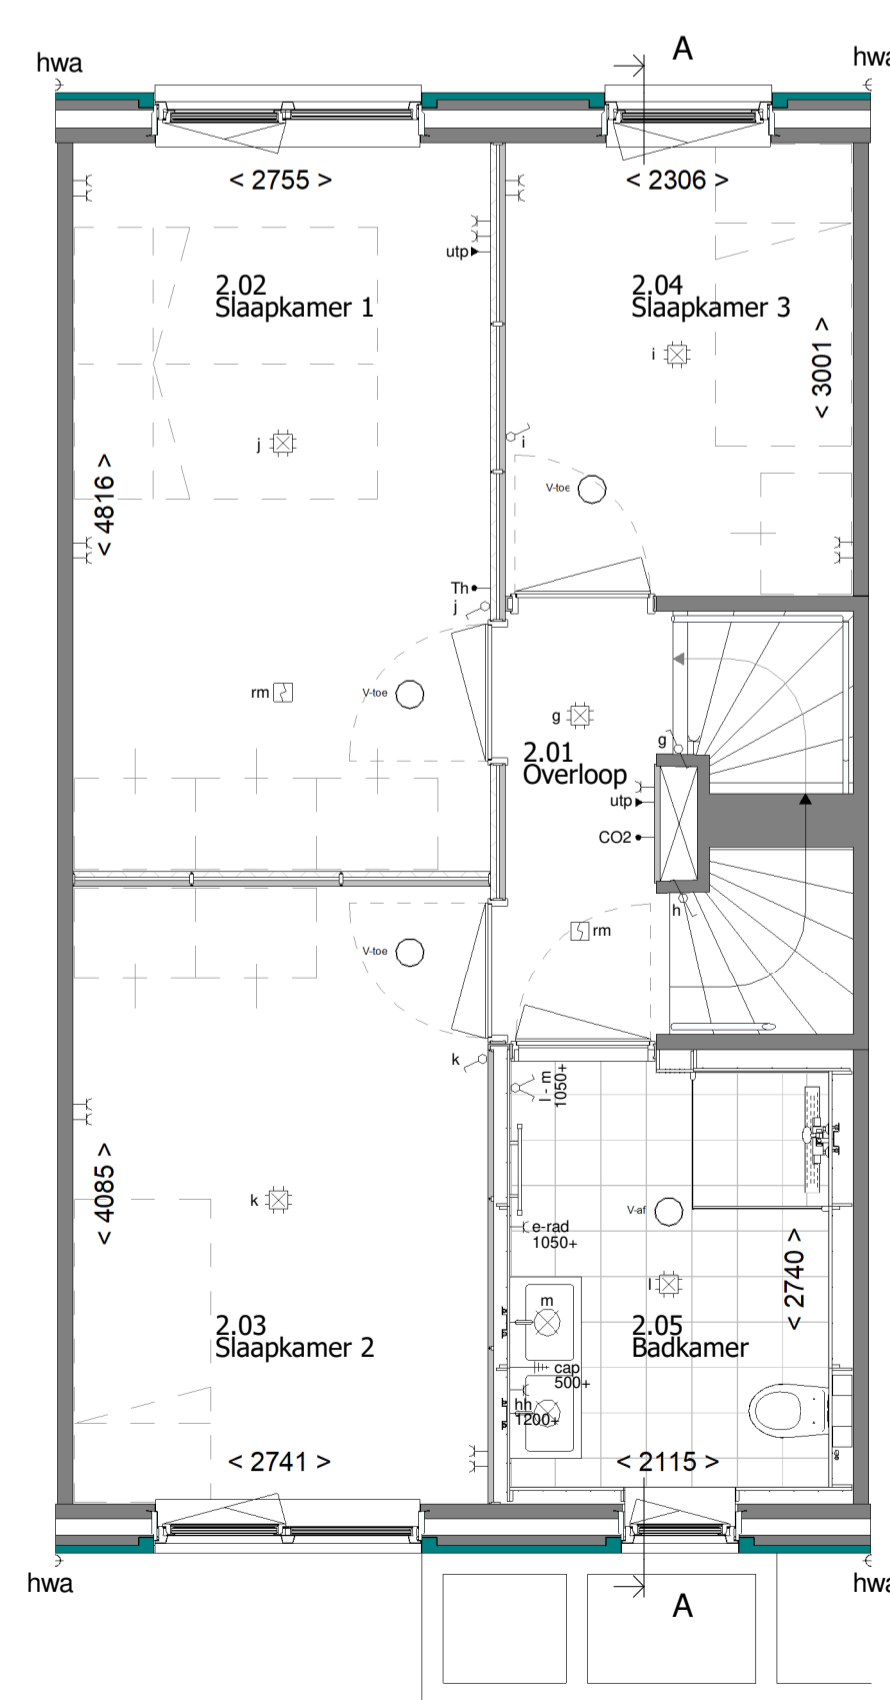 A
hwa
hwa
< 2755 >
< 2306 >
utp
2.02
Slaapkamer 1
2.04
Slaapkamer 3
< 3001 >
i
j
i
< 4816 >
V-toe
Th
j
rm
V-toe
g
g
2.01
Overloop
utp
CO2
h
rm
V-toe
k
l - m
1050+
< 4085 >
k
V-af
e-rad
1050+
< 2740 >
l
m
2.03
Slaapkamer 2
2.05
Badkamer
cap
500+
hh
1200+
< 2741 >
< 2115 >
hwa
hwa
A